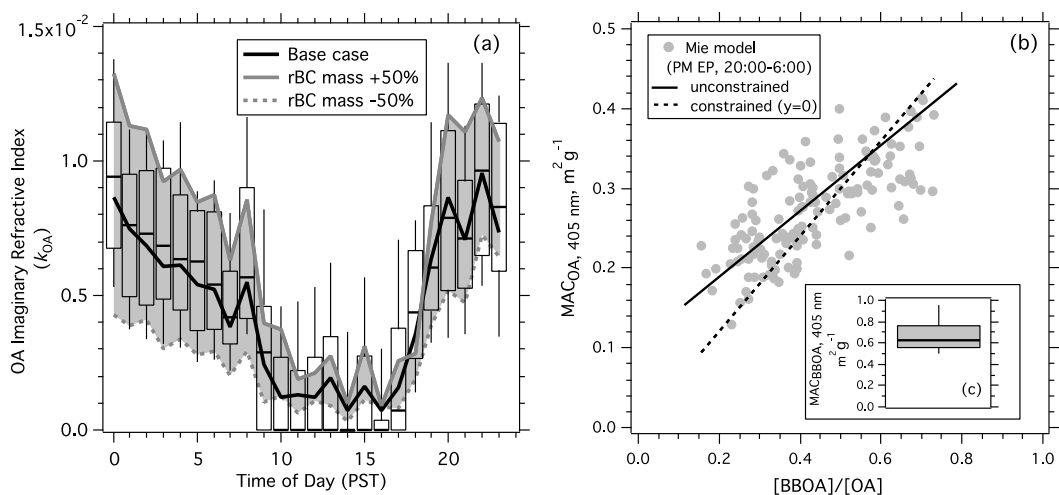 1.5x10⁻²
1.0
0.5
0.0
OA Imaginary Refractive Index
(k_OA)
(a)
Base case
rBC mass +50%
rBC mass -50%
0 5 10 15 20
Time of Day (PST)
0.5
0.4
0.3
0.2
0.1
0.0
MAC_OA, 405 nm, m² g⁻¹
(b)
Mie model
(PM EP, 20:00-6:00)
unconstrained
constrained (y=0)
1.0
0.8
0.6
0.4
0.2
0.0
MAC_BBOA, 405 nm
m² g⁻¹
(c)
0.0 0.2 0.4 0.6 0.8 1.0
[BBOA]/[OA]